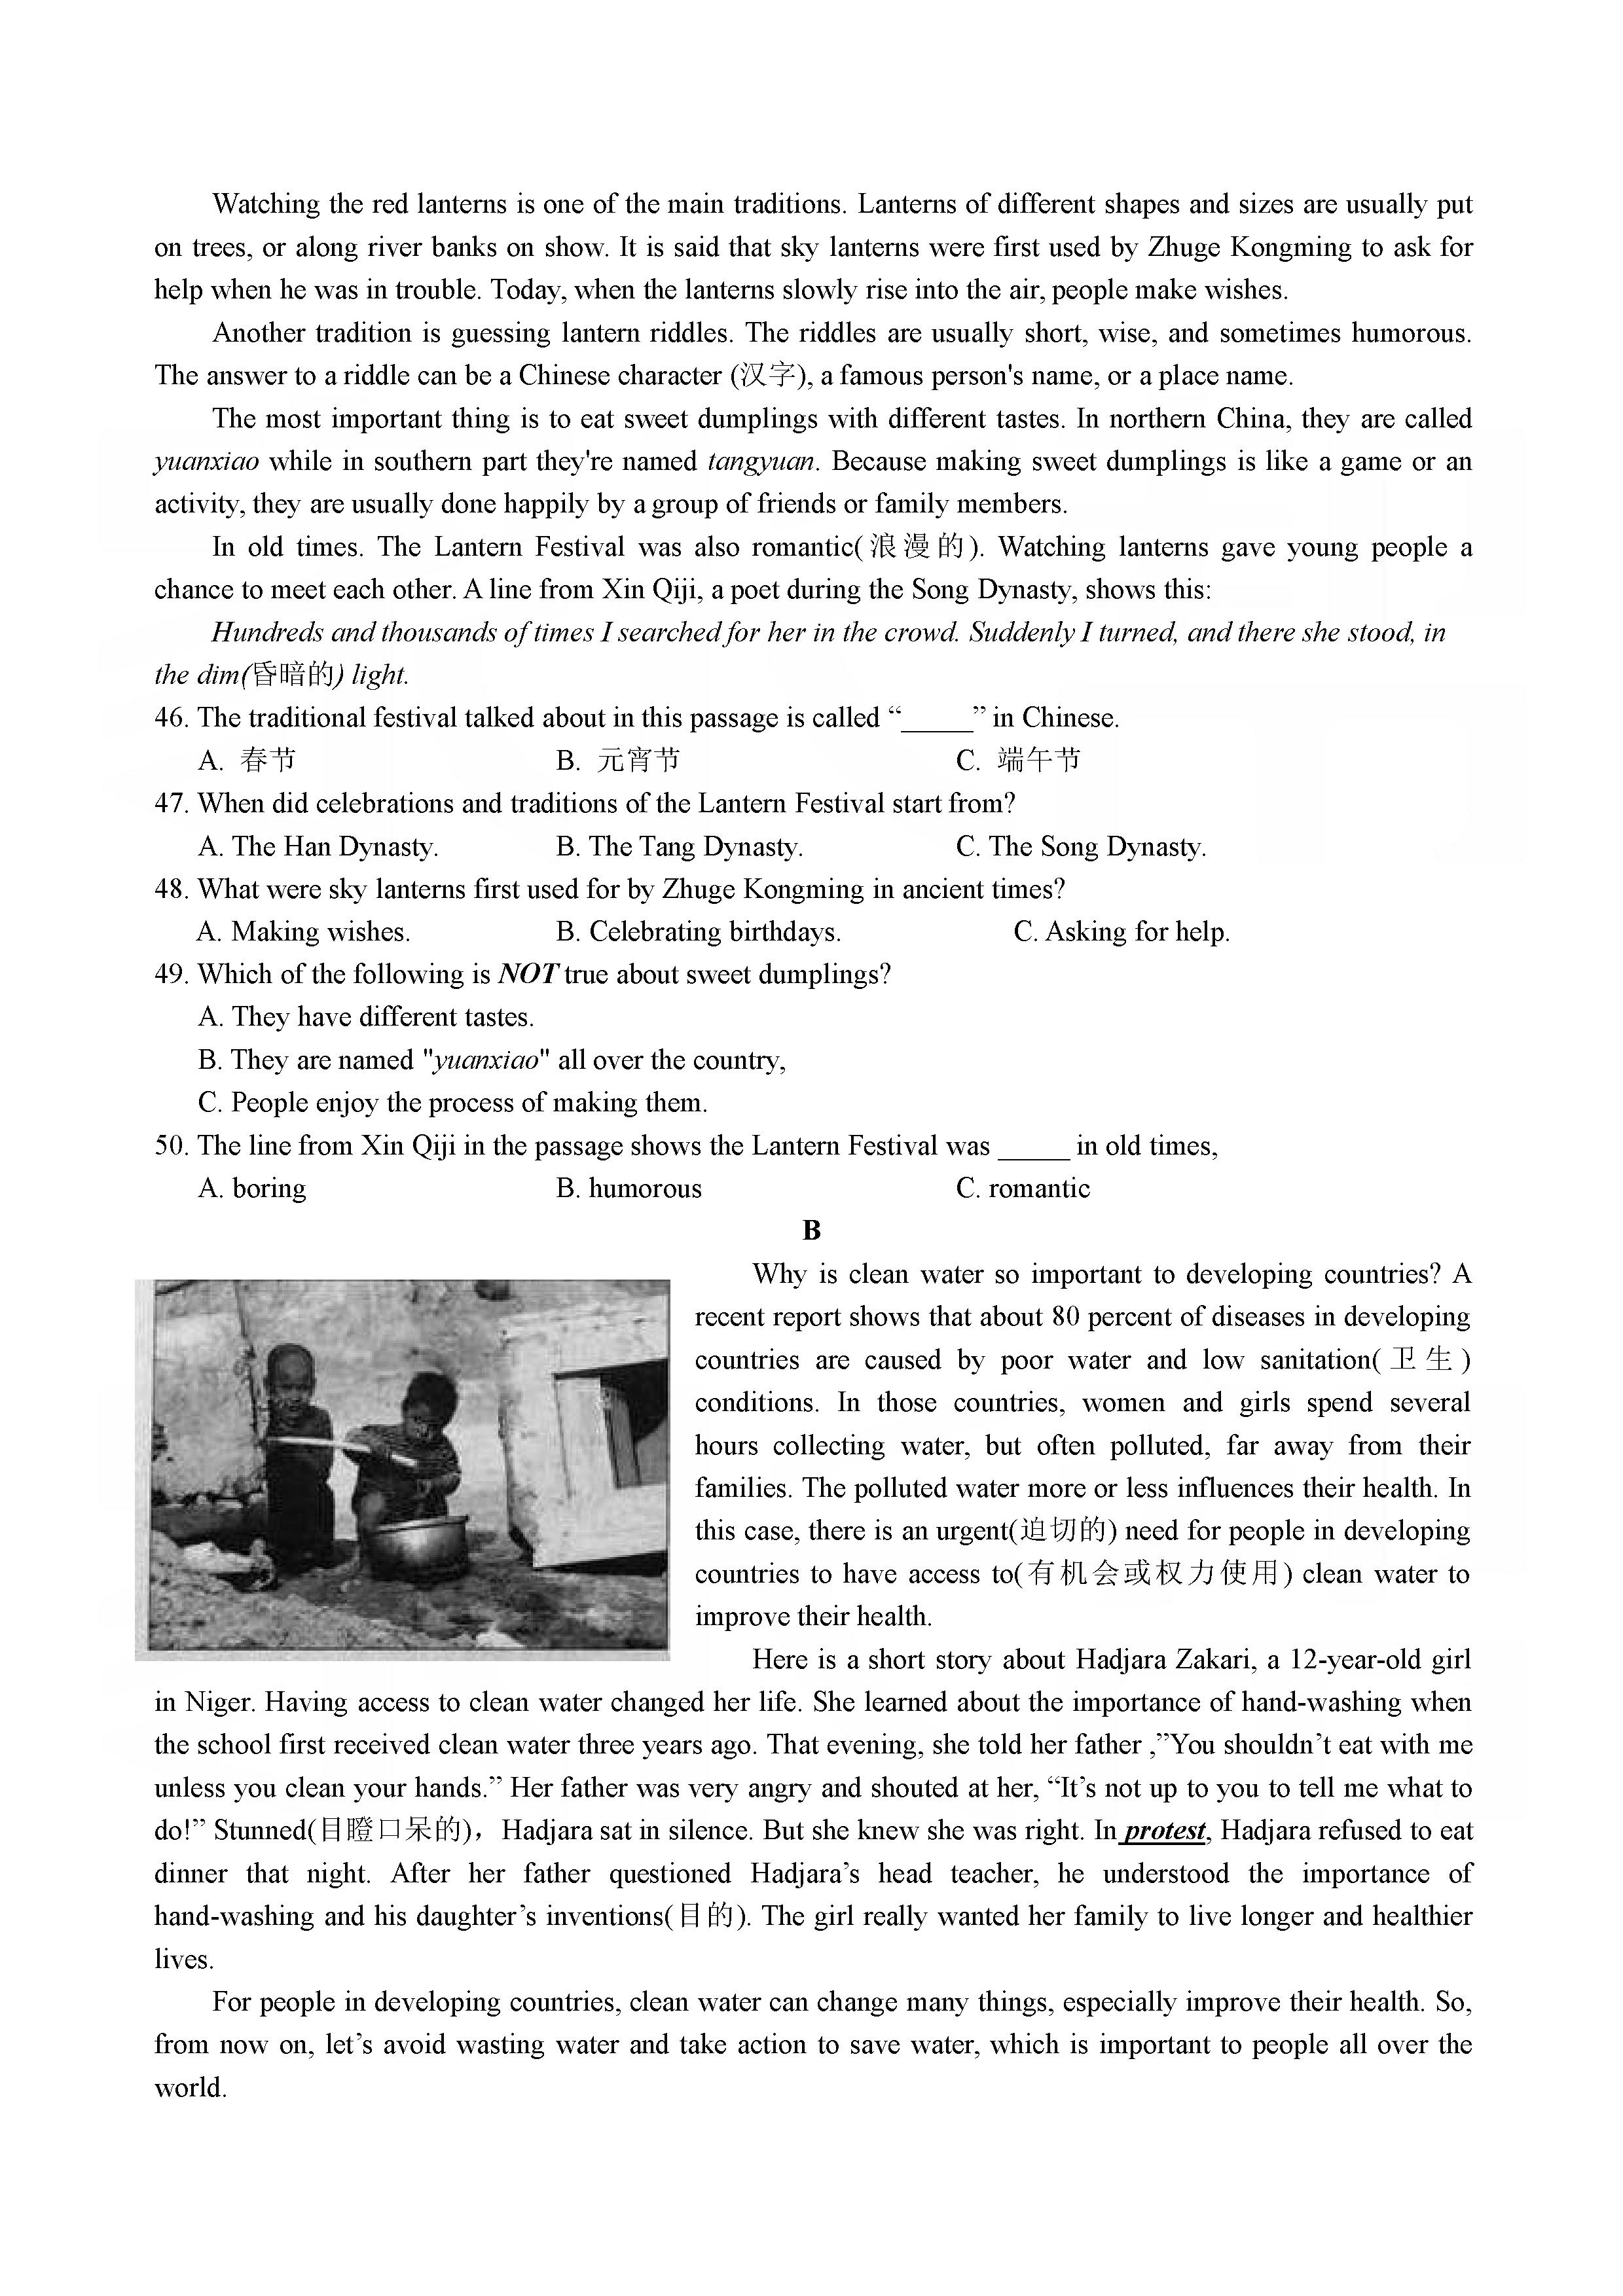 Watching the red lanterns is one of the main traditions. Lanterns of different shapes and sizes are usually put
on trees, or along river banks on show. It is said that sky lanterns were first used by Zhuge Kongming to ask for
help when he was in trouble. Today, when the lanterns slowly rise into the air, people make wishes.
Another tradition is guessing lantern riddles. The riddles are usually short, wise, and sometimes humorous.
The answer to a riddle can be a Chinese character (汉字), a famous person's name, or a place name.
The most important thing is to eat sweet dumplings with different tastes. In northern China, they are called
yuanxiao while in southern part they're named tangyuan. Because making sweet dumplings is like a game or an
activity, they are usually done happily by a group of friends or family members.
In old times. The Lantern Festival was also romantic(浪漫的). Watching lanterns gave young people a
chance to meet each other. A line from Xin Qiji, a poet during the Song Dynasty, shows this:
Hundreds and thousands of times I searched for her in the crowd. Suddenly I turned, and there she stood, in
the dim(昏暗的) light.
46. The traditional festival talked about in this passage is called “_____” in Chinese.
A. 春节 B. 元宵节 C. 端午节
47. When did celebrations and traditions of the Lantern Festival start from?
A. The Han Dynasty. B. The Tang Dynasty. C. The Song Dynasty.
48. What were sky lanterns first used for by Zhuge Kongming in ancient times?
A. Making wishes. B. Celebrating birthdays. C. Asking for help.
49. Which of the following is NOT true about sweet dumplings?
A. They have different tastes.
B. They are named "yuanxiao" all over the country,
C. People enjoy the process of making them.
50. The line from Xin Qiji in the passage shows the Lantern Festival was _____ in old times,
A. boring B. humorous C. romantic
B
Why is clean water so important to developing countries? A
recent report shows that about 80 percent of diseases in developing
countries are caused by poor water and low sanitation(卫生)
conditions. In those countries, women and girls spend several
hours collecting water, but often polluted, far away from their
families. The polluted water more or less influences their health. In
this case, there is an urgent(迫切的) need for people in developing
countries to have access to(有机会或权力使用) clean water to
improve their health.
Here is a short story about Hadjara Zakari, a 12-year-old girl
in Niger. Having access to clean water changed her life. She learned about the importance of hand-washing when
the school first received clean water three years ago. That evening, she told her father ,”You shouldn’t eat with me
unless you clean your hands.” Her father was very angry and shouted at her, “It’s not up to you to tell me what to
do!” Stunned(目瞪口呆的)，Hadjara sat in silence. But she knew she was right. In protest, Hadjara refused to eat
dinner that night. After her father questioned Hadjara’s head teacher, he understood the importance of
hand-washing and his daughter’s inventions(目的). The girl really wanted her family to live longer and healthier
lives.
For people in developing countries, clean water can change many things, especially improve their health. So,
from now on, let’s avoid wasting water and take action to save water, which is important to people all over the
world.